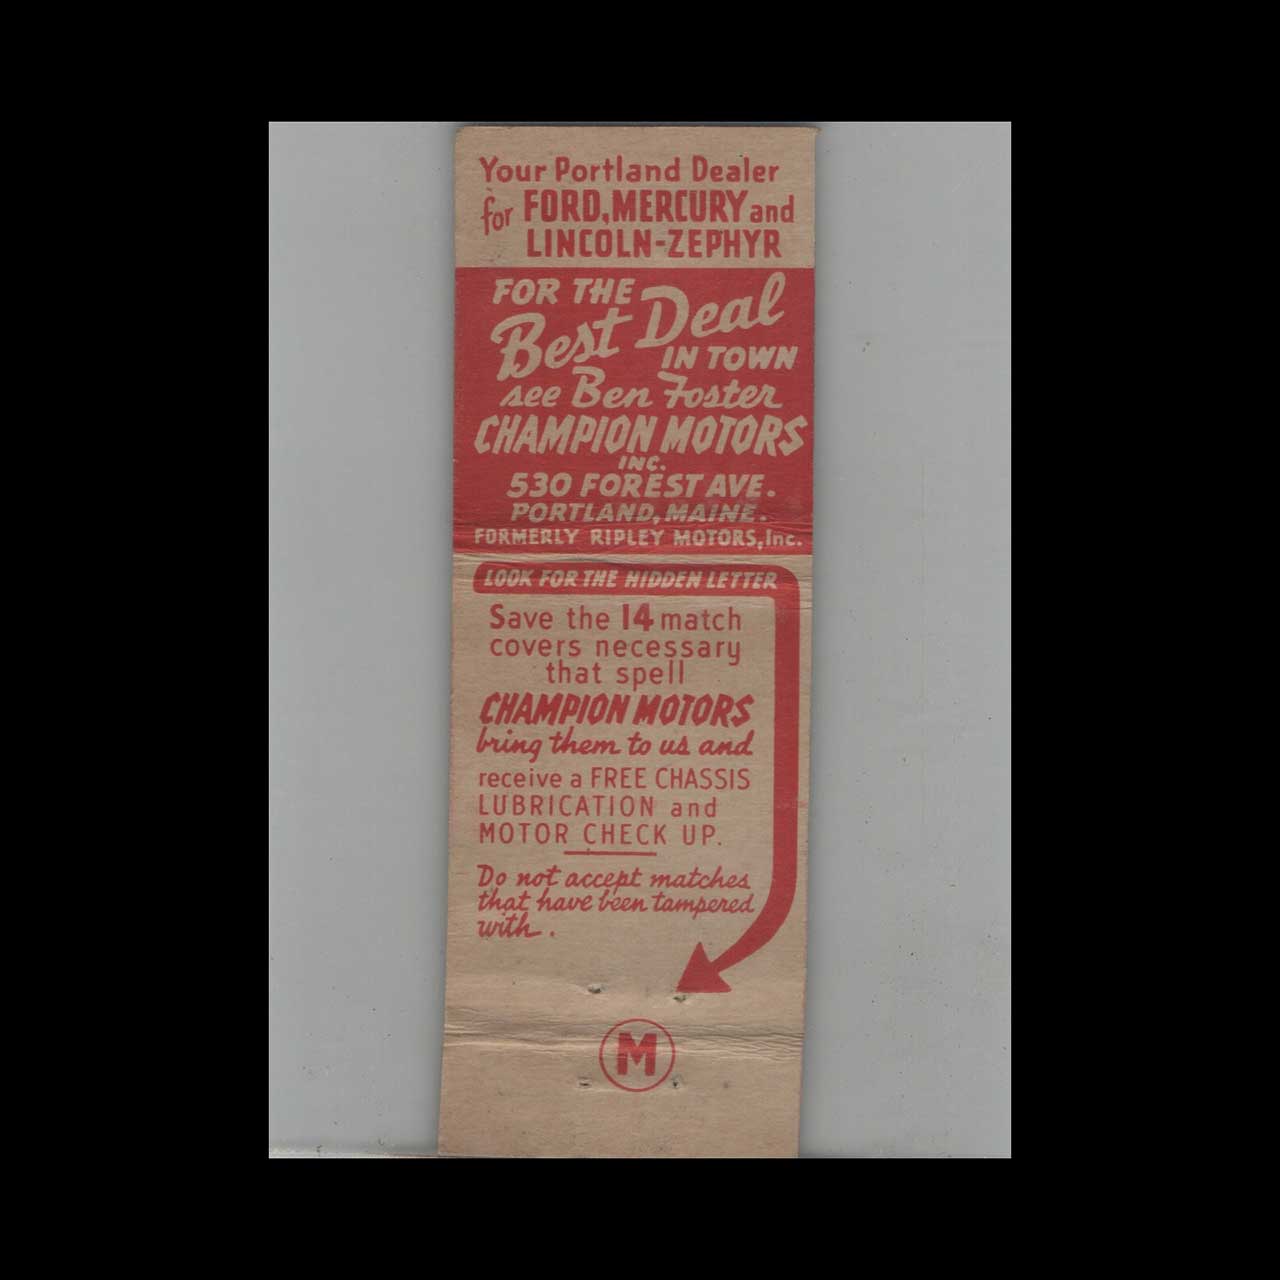 Your Portland Dealer
for FORD, MERCURY and
LINCOLN-ZEPHYR
FOR THE
Best Deal
IN TOWN
see Ben Foster
CHAMPION MOTORS
INC.
530 FOREST AVE.
PORTLAND, MAINE.
FORMERLY RIPLEY MOTORS, Inc.
LOOK FOR THE HIDDEN LETTER
Save the 14 match
covers necessary
that spell
CHAMPION MOTORS
bring them to us and
receive a FREE CHASSIS
LUBRICATION and
MOTOR CHECK UP.
Do not accept matches
that have been tampered
with.
M